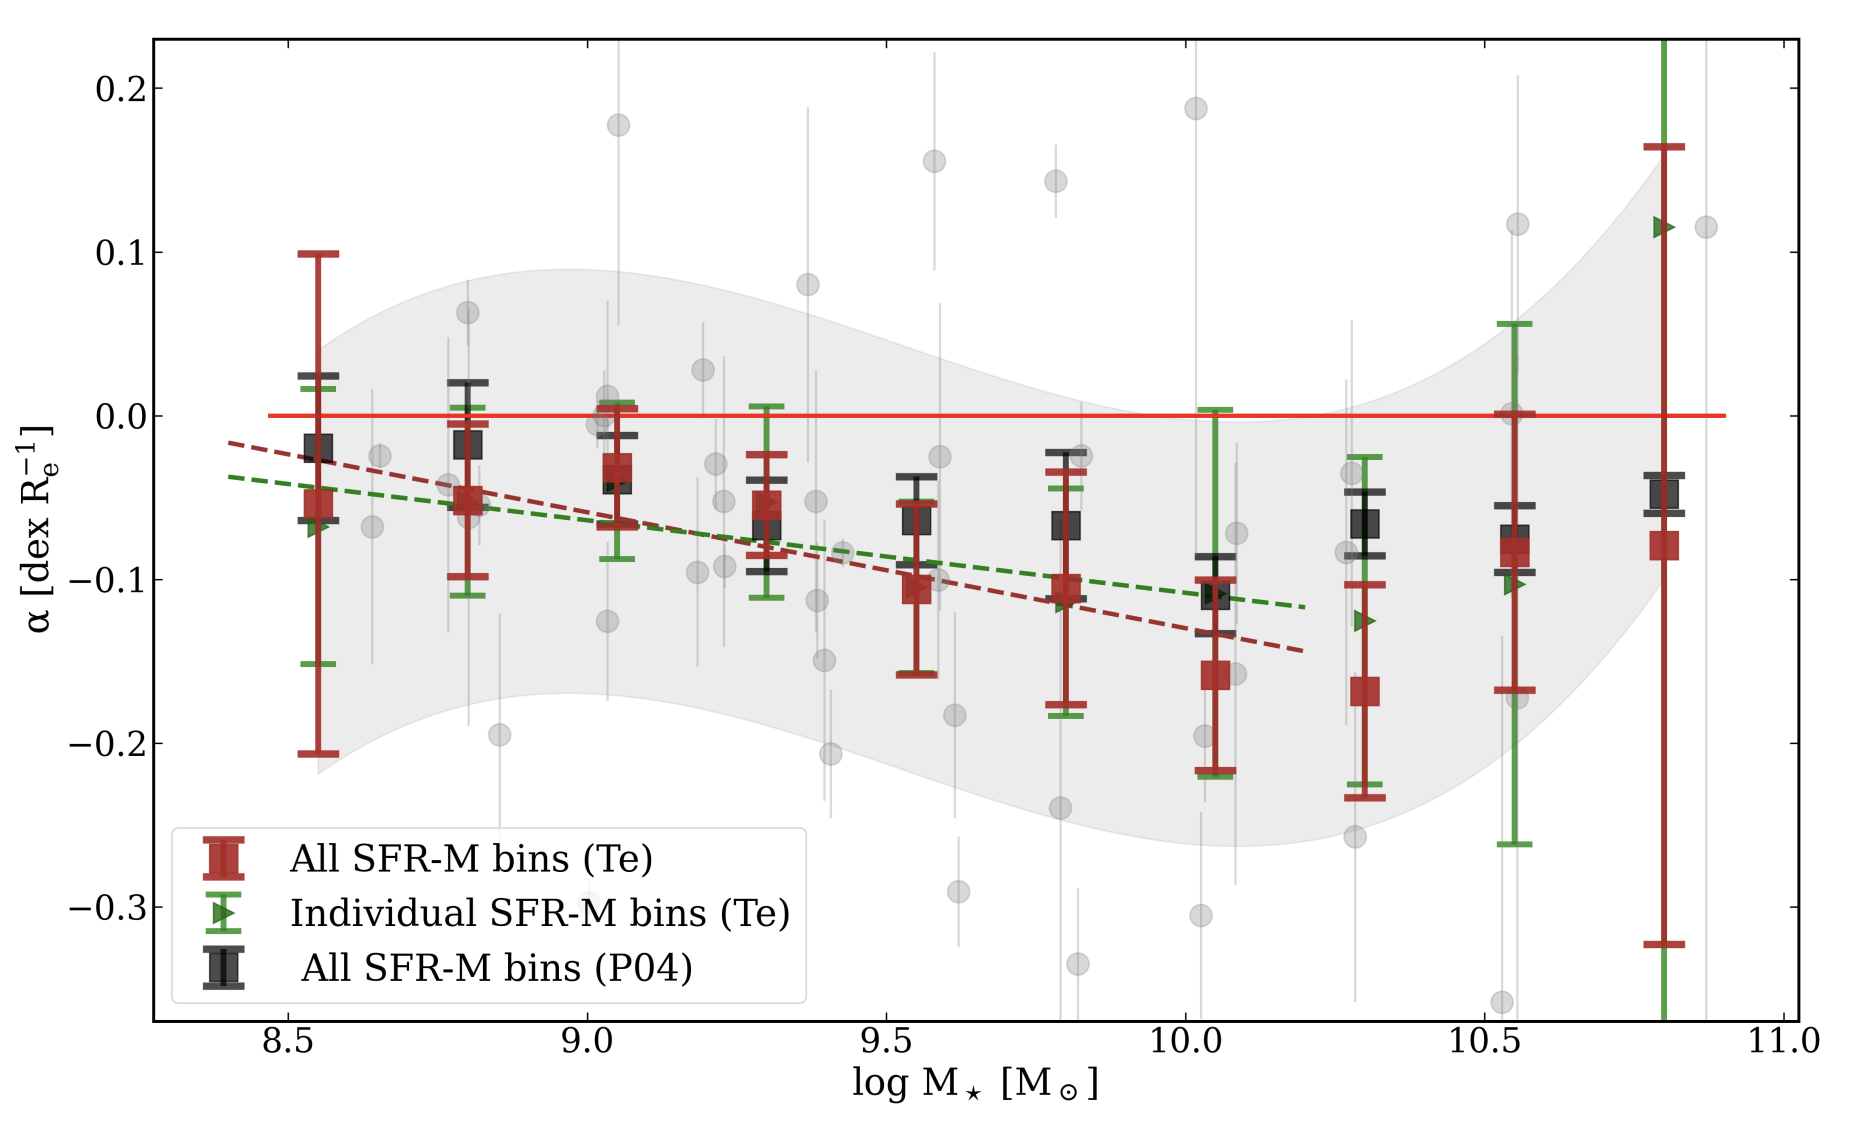 α [dex R_e^−1]
0.2
0.1
0.0
−0.1
−0.2
−0.3
All SFR-M bins (Te)
Individual SFR-M bins (Te)
All SFR-M bins (P04)
8.5 9.0 9.5 10.0 10.5 11.0
log M⋆ [M⊙]